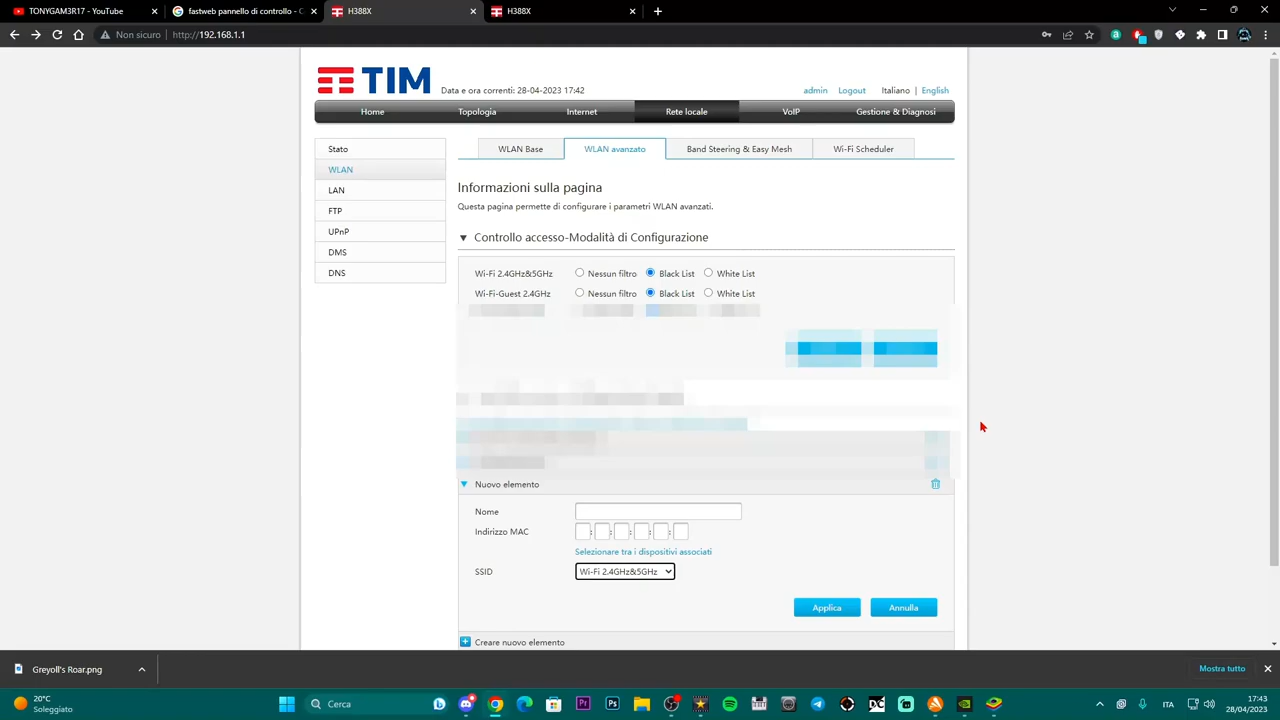 TONYGAM3R17 - YouTube
fastweb pannello di controllo - G
H388X
H388X
Non sicuro
http://192.168.1.1
TIM
Data e ora correnti: 28-04-2023 17:42
admin
Logout
Italiano | English
Home
Topologia
Internet
Rete locale
VoIP
Gestione & Diagnosi
Stato
WLAN
LAN
FTP
UPnP
DMS
DNS
WLAN Base
WLAN avanzato
Band Steering & Easy Mesh
Wi-Fi Scheduler
Informazioni sulla pagina
Questa pagina permette di configurare i parametri WLAN avanzati.
Controllo accesso-Modalità di Configurazione
Wi-Fi 2.4GHz&5GHz Nessun filtro Black List White List
Wi-Fi-Guest 2.4GHz Nessun filtro Black List White List
Nuovo elemento
Nome
Indirizzo MAC : : : : :
Selezionare tra i dispositivi associati
SSID Wi-Fi 2.4GHz&5GHz
Applica Annulla
Creare nuovo elemento
Greyoll's Roar.png
Mostra tutto
20°C
Soleggiato
Cerca
ITA
17:43
28/04/2023